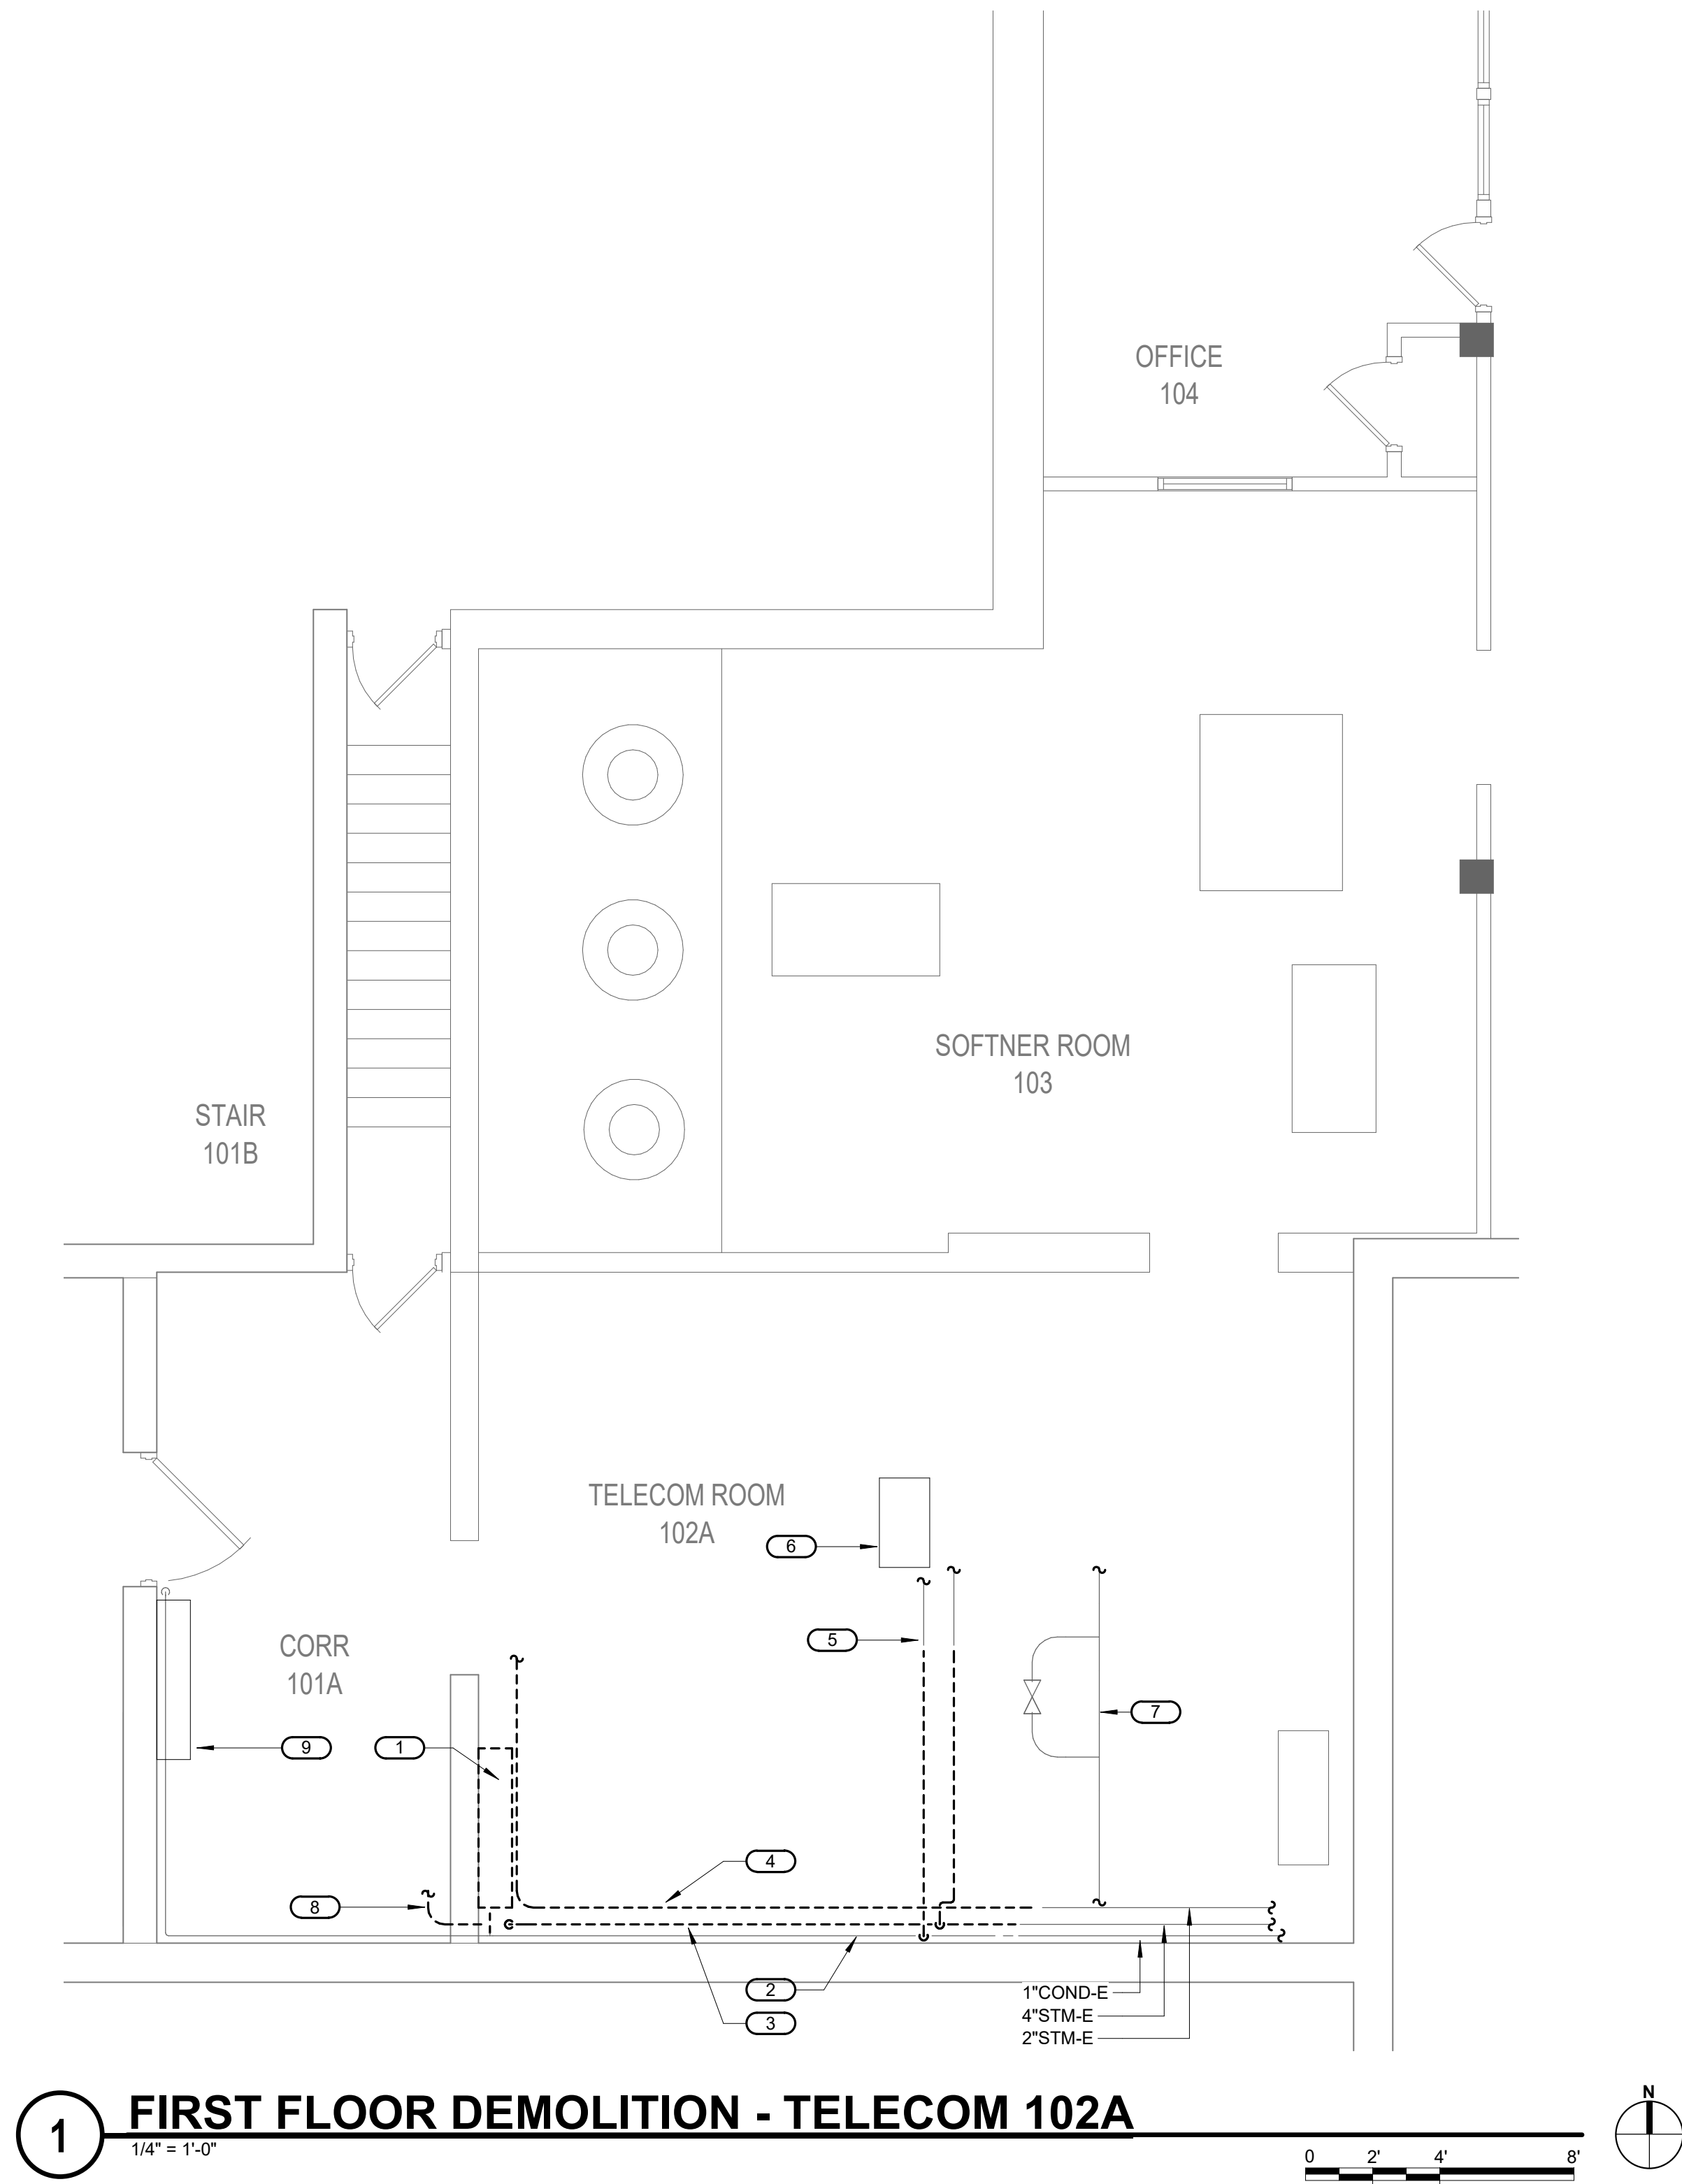 OFFICE
104
SOFTNER ROOM
103
STAIR
101B
TELECOM ROOM
102A
6
5
CORR
101A
7
9
1
4
8
2
3
1"COND-E
4"STM-E
2"STM-E
1
FIRST FLOOR DEMOLITION - TELECOM 102A
1/4" = 1'-0"
0 2' 4' 8'
N